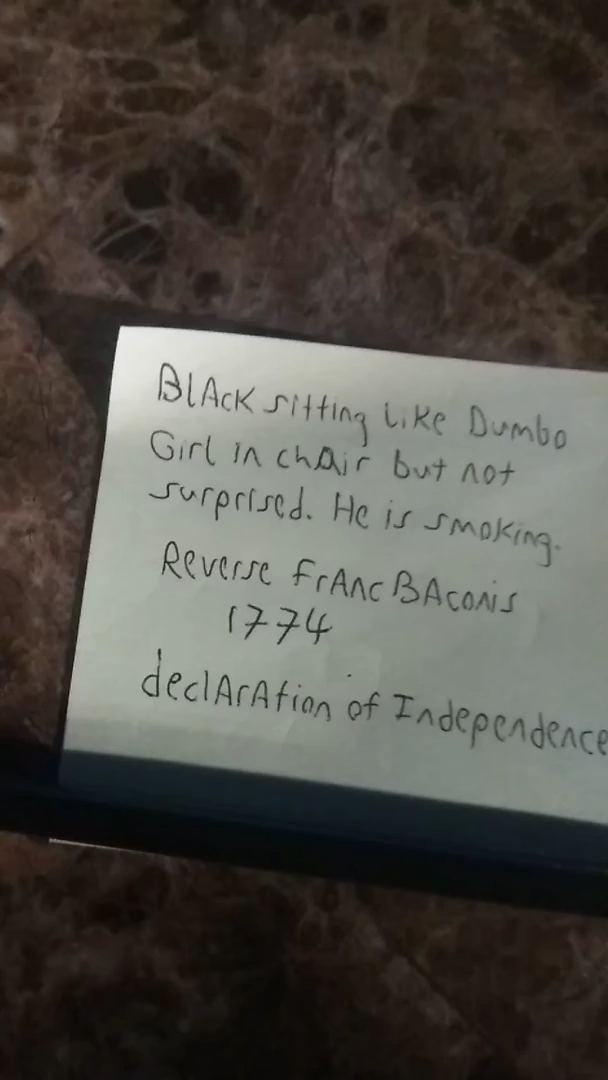 BLAcK sitting Like Dumbo
Girl in chAir but not
surprised. He is smoking.
Reverse FrAnc BAconis
1774
declArAtion of Independence